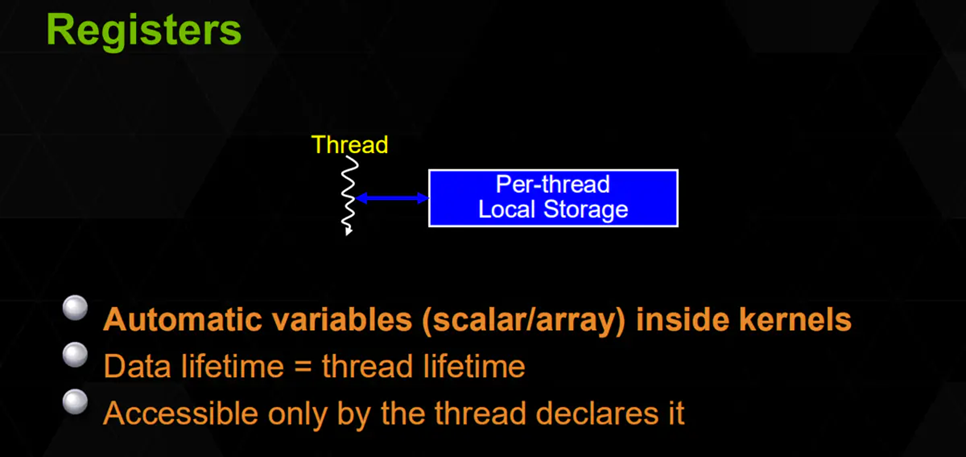 Registers
Thread
Per-thread
Local Storage
Automatic variables (scalar/array) inside kernels
Data lifetime = thread lifetime
Accessible only by the thread declares it